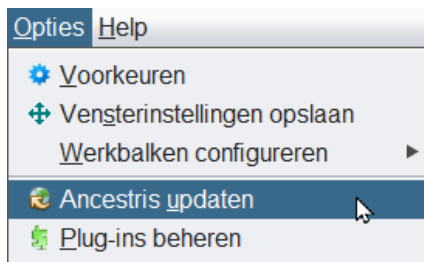 Opties Help
Voorkeuren
Vensterinstellingen opslaan
Werkbalken configureren
Ancestris updaten
Plug-ins beheren